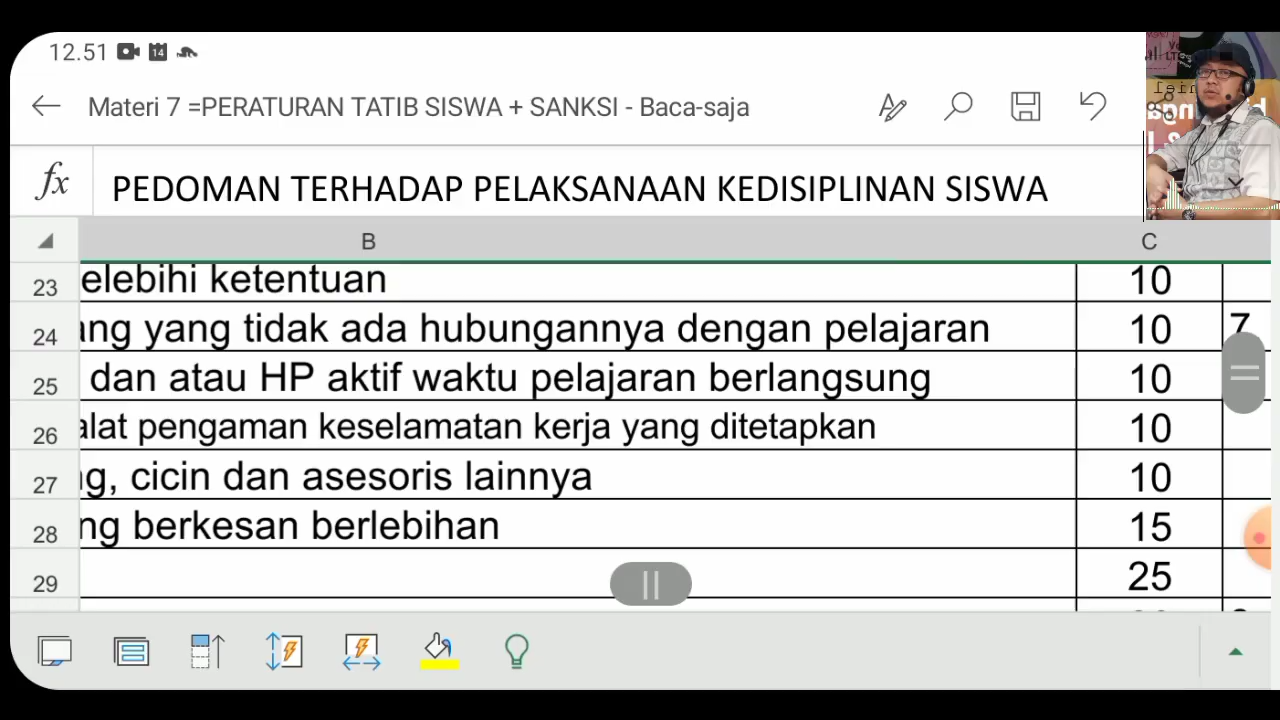 12.51
14
Materi 7 =PERATURAN TATIB SISWA + SANKSI - Baca-saja
fx PEDOMAN TERHADAP PELAKSANAAN KEDISIPLINAN SISWA
B C
23 elebihi ketentuan 10
24 ang yang tidak ada hubungannya dengan pelajaran 10 7
25 dan atau HP aktif waktu pelajaran berlangsung 10
26 alat pengaman keselamatan kerja yang ditetapkan 10
27 g, cicin dan asesoris lainnya 10
28 ng berkesan berlebihan 15
29 25